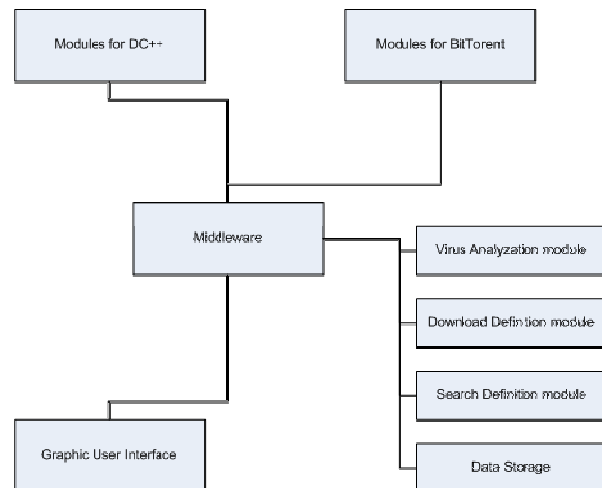 Modules for DC++
Modules for BitTorent
Middleware
Virus Analyzation module
Download Defintion module
Search Definition module
Graphic User Interface
Data Storage